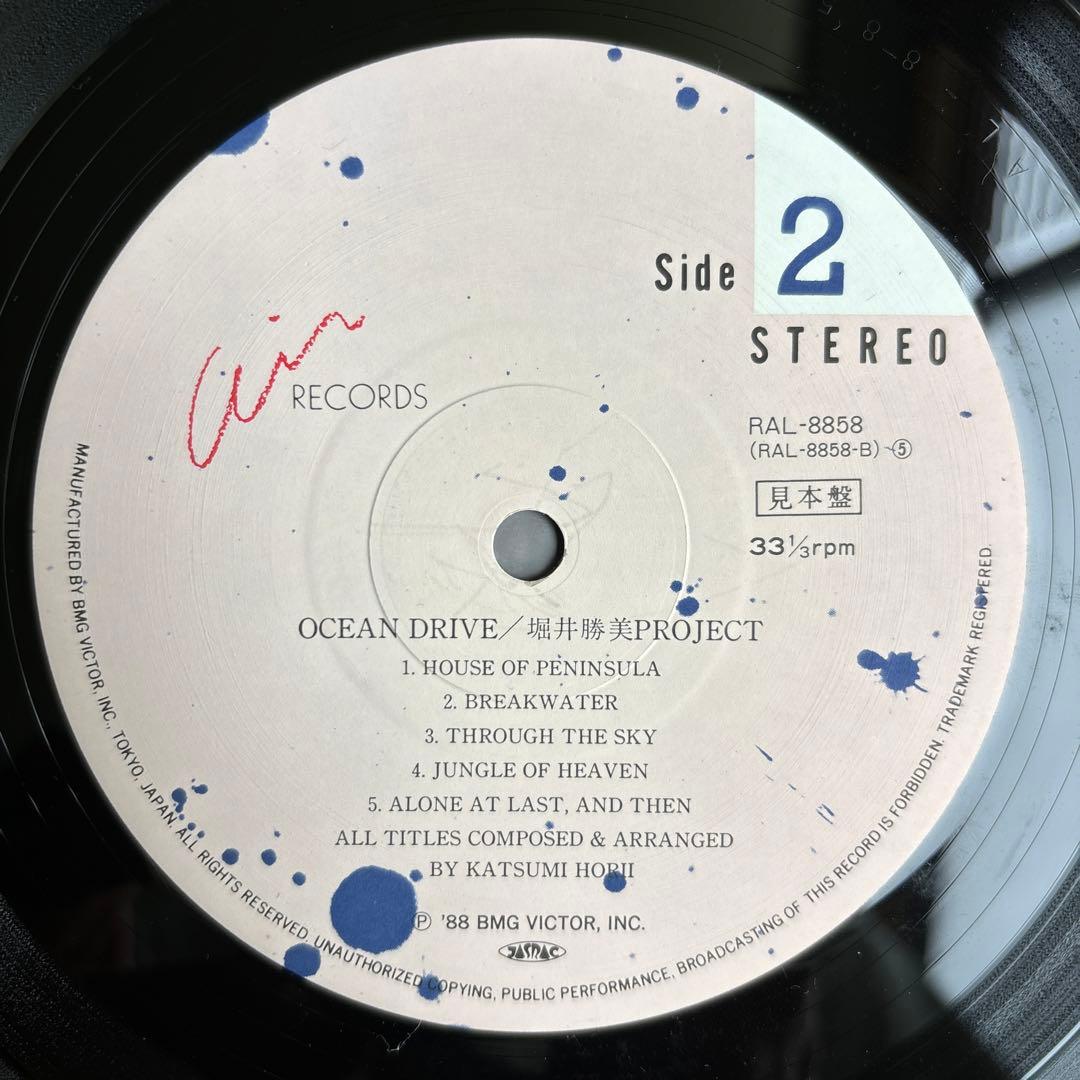 Side 2
STEREO
Air
RECORDS
RAL-8858
(RAL-8858-B)-⑤
見本盤
33⅓rpm
OCEAN DRIVE／堀井勝美PROJECT
1. HOUSE OF PENINSULA
2. BREAKWATER
3. THROUGH THE SKY
4. JUNGLE OF HEAVEN
5. ALONE AT LAST, AND THEN
ALL TITLES COMPOSED & ARRANGED
BY KATSUMI HORII
Ⓟ '88 BMG VICTOR, INC.
JASRAC
MANUFACTURED BY BMG VICTOR, INC., TOKYO, JAPAN. ALL RIGHTS RESERVED. UNAUTHORIZED COPYING, PUBLIC PERFORMANCE, BROADCASTING OF THIS RECORD IS FORBIDDEN. TRADEMARK REGISTERED.